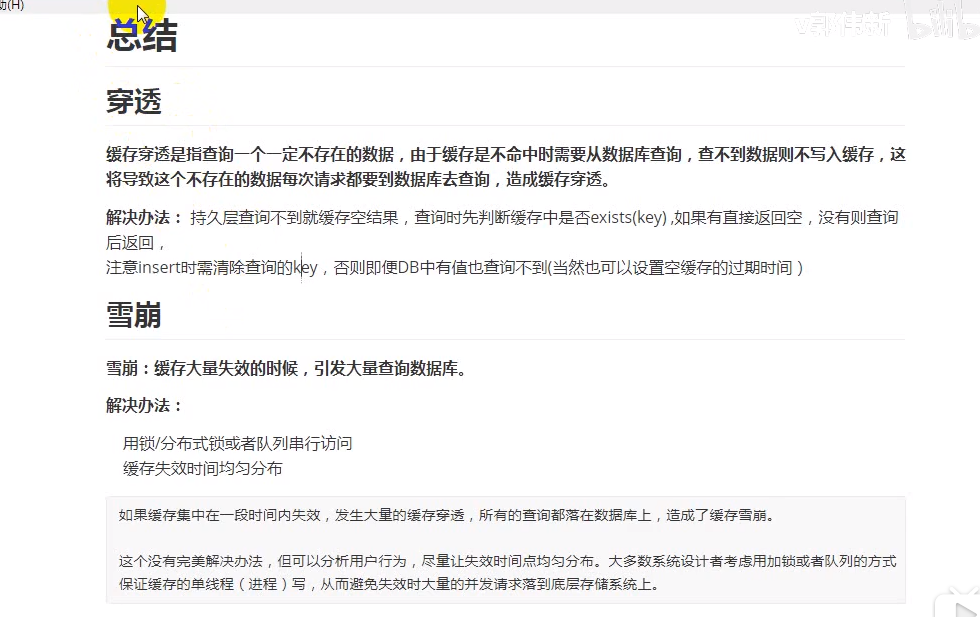 助(H)
总结
穿透
缓存穿透是指查询一个一定不存在的数据，由于缓存是不命中时需要从数据库查询，查不到数据则不写入缓存，这
将导致这个不存在的数据每次请求都要到数据库去查询，造成缓存穿透。
解决办法： 持久层查询不到就缓存空结果，查询时先判断缓存中是否exists(key) ,如果有直接返回空，没有则查询
后返回，
注意insert时需清除查询的key，否则即便DB中有值也查询不到(当然也可以设置空缓存的过期时间）
雪崩
雪崩：缓存大量失效的时候，引发大量查询数据库。
解决办法：
用锁/分布式锁或者队列串行访问
缓存失效时间均匀分布
如果缓存集中在一段时间内失效，发生大量的缓存穿透，所有的查询都落在数据库上，造成了缓存雪崩。
这个没有完美解决办法，但可以分析用户行为，尽量让失效时间点均匀分布。大多数系统设计者考虑用加锁或者队列的方式
保证缓存的单线程（进程）写，从而避免失效时大量的并发请求落到底层存储系统上。